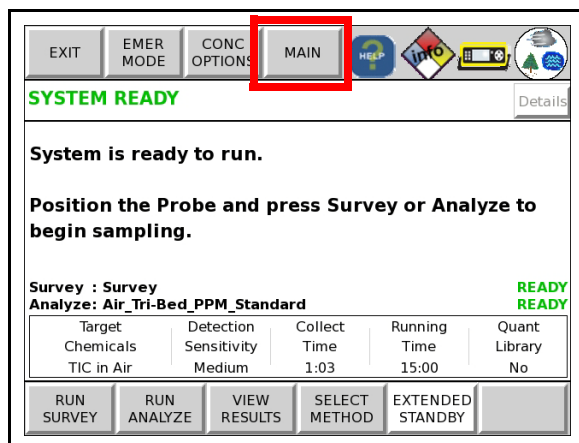 EXIT
EMER
MODE
CONC
OPTIONS
MAIN
HELP
info
SYSTEM READY
Details
System is ready to run.
Position the Probe and press Survey or Analyze to
begin sampling.
Survey : Survey READY
Analyze: Air_Tri-Bed_PPM_Standard READY
Target Detection Collect Running Quant
Chemicals Sensitivity Time Time Library
TIC in Air Medium 1:03 15:00 No
RUN
SURVEY
RUN
ANALYZE
VIEW
RESULTS
SELECT
METHOD
EXTENDED
STANDBY